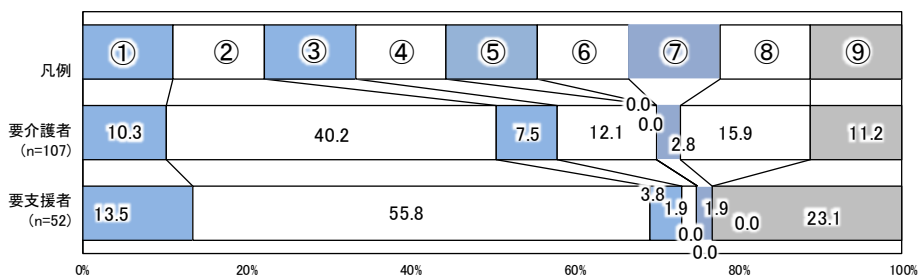 凡例 ① ② ③ ④ ⑤ ⑥ ⑦ ⑧ ⑨
要介護者
(n=107)
10.3 40.2 7.5 12.1 0.0 0.0 2.8 15.9 11.2
要支援者
(n=52)
13.5 55.8 3.8 1.9 0.0 0.0 1.9 0.0 23.1
0% 20% 40% 60% 80% 100%